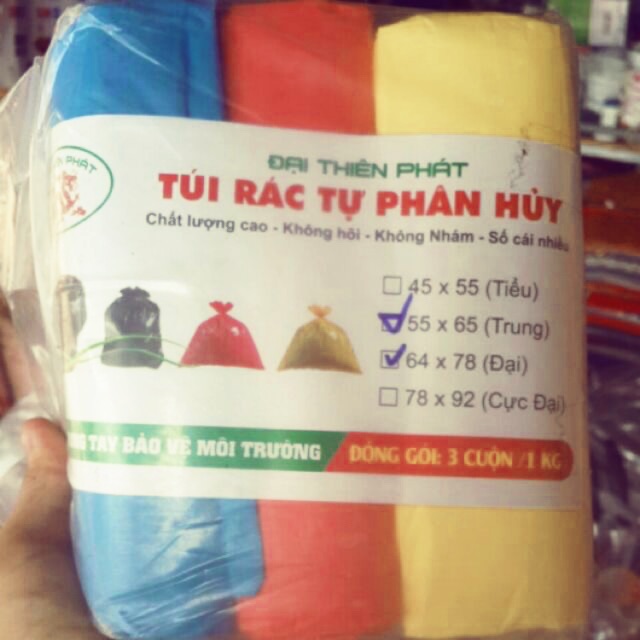 ĐẠI THIÊN PHÁT
TÚI RÁC TỰ PHÂN HỦY
Chất lượng cao - Không hôi - Không Nhám - Số cái nhiều
THIÊN PHÁT
45 x 55 (Tiểu)
55 x 65 (Trung)
64 x 78 (Đại)
78 x 92 (Cực Đại)
TAY BẢO VỆ MÔI TRƯỜNG
ĐÓNG GÓI: 3 CUỘN /1 KG